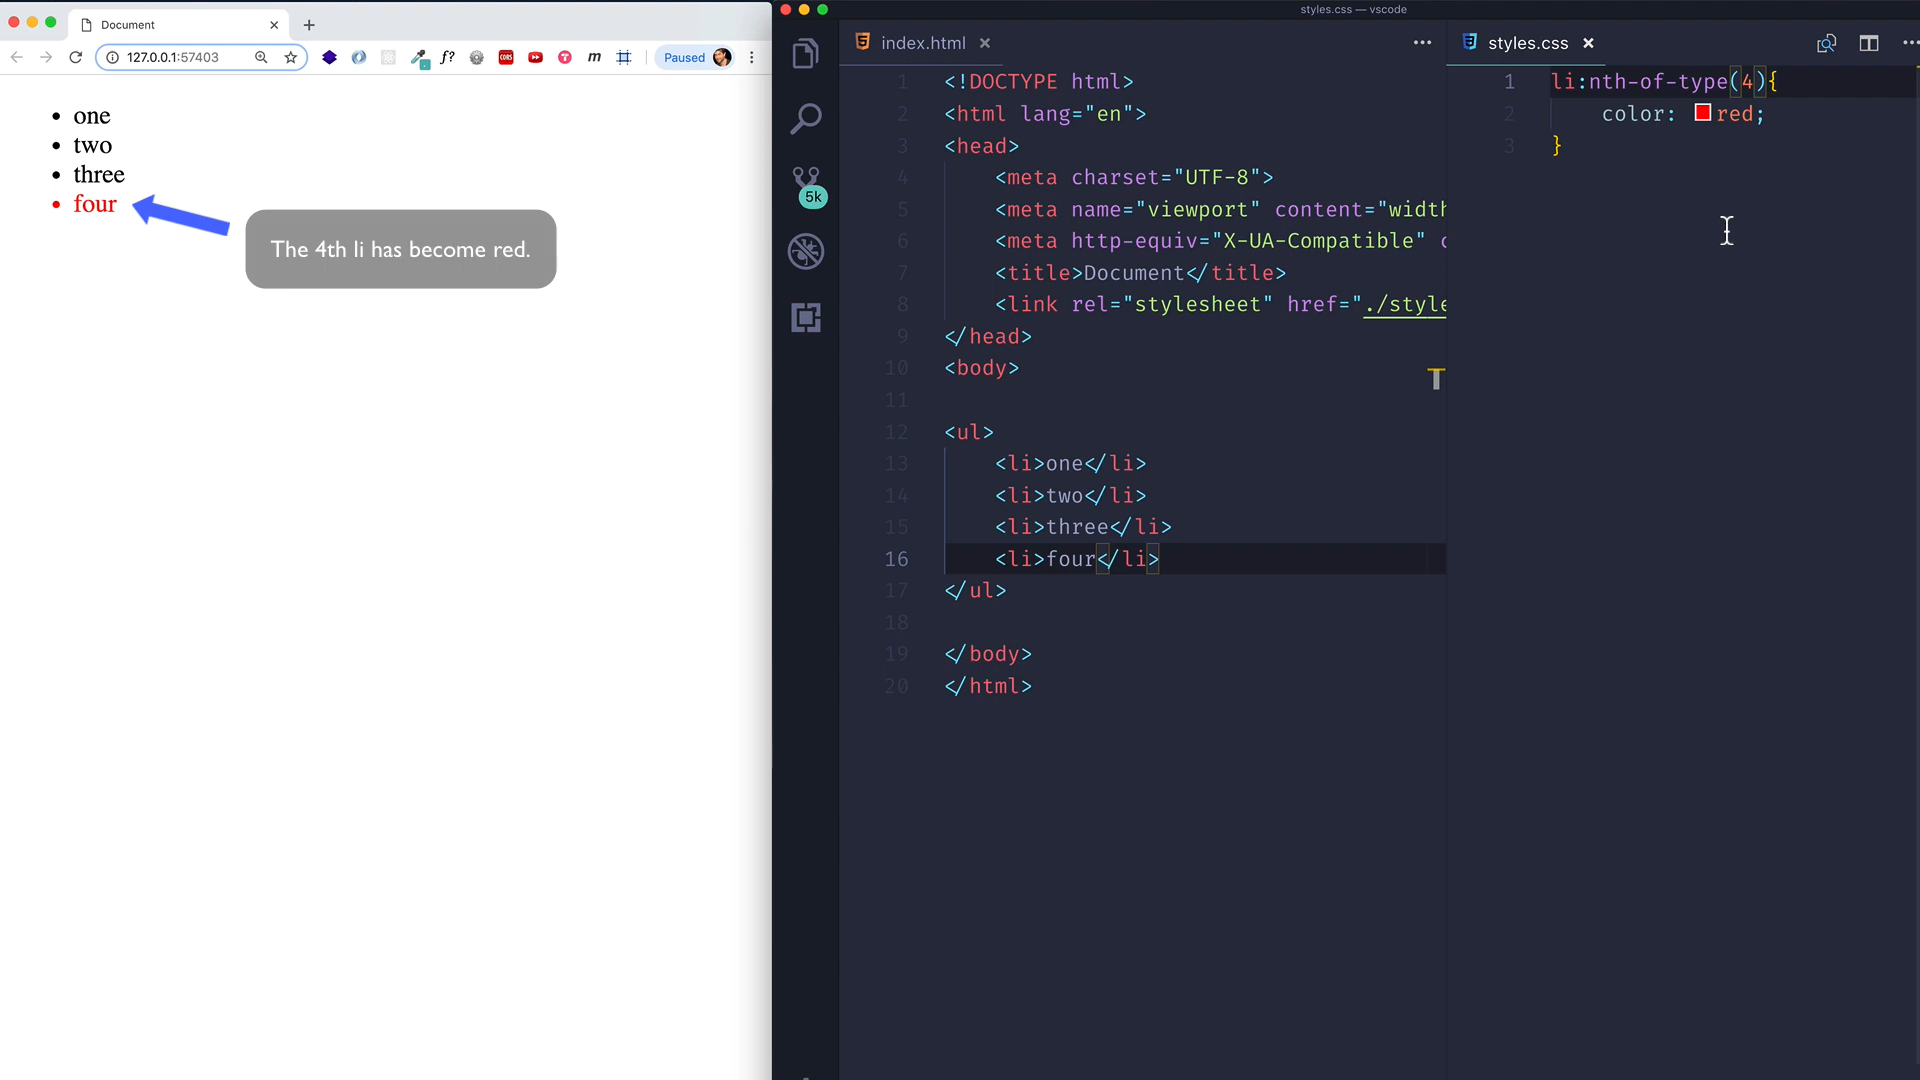 Document
127.0.0.1:57403
f?
CORS
T
m
Paused
• one
• two
• three
• four
The 4th li has become red.
styles.css — vscode
5k
index.html
1 <!DOCTYPE html>
2 <html lang="en">
3 <head>
4 <meta charset="UTF-8">
5 <meta name="viewport" content="width
6 <meta http-equiv="X-UA-Compatible" c
7 <title>Document</title>
8 <link rel="stylesheet" href="./style
9 </head>
10 <body>
11
12 <ul>
13 <li>one</li>
14 <li>two</li>
15 <li>three</li>
16 <li>four</li>
17 </ul>
18
19 </body>
20 </html>
styles.css
1 li:nth-of-type(4){
2 color: red;
3 }